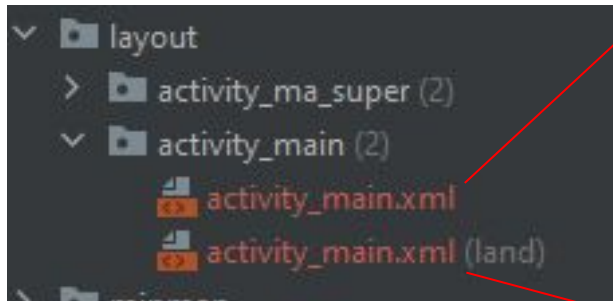 layout
activity_ma_super (2)
activity_main (2)
activity_main.xml
activity_main.xml (land)